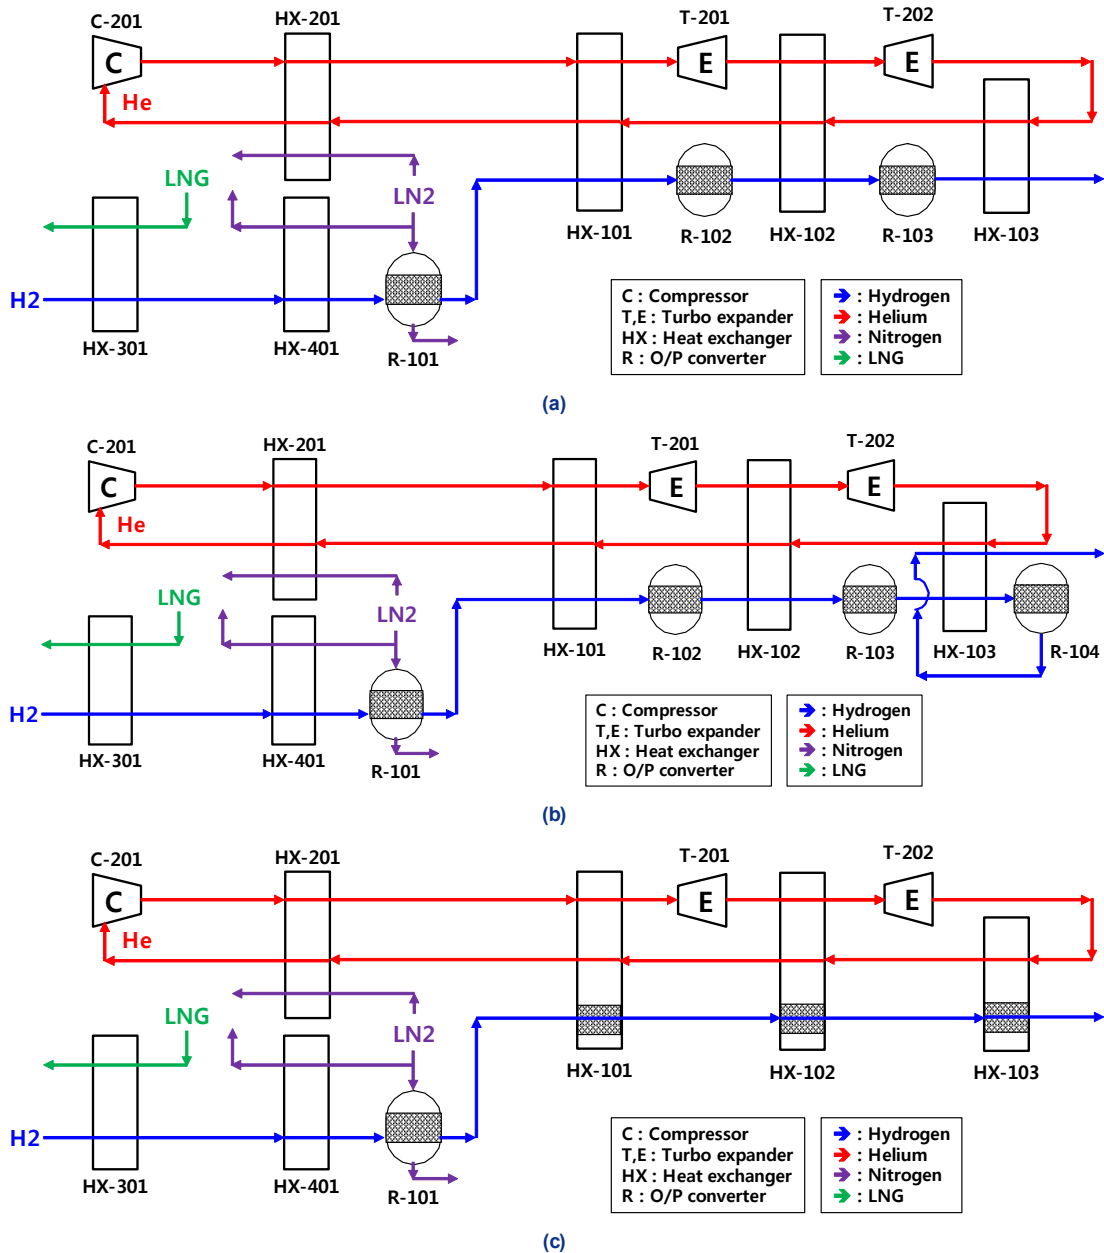 C-201
HX-201
T-201
T-202
C
E
E
He
LNG
LN2
HX-101
R-102
HX-102
R-103
HX-103
H2
HX-301
HX-401
R-101
C : Compressor
T,E : Turbo expander
HX : Heat exchanger
R : O/P converter
: Hydrogen
: Helium
: Nitrogen
: LNG
(a)
C-201
HX-201
T-201
T-202
C
E
E
He
LNG
LN2
HX-101
R-102
HX-102
R-103
HX-103
R-104
H2
HX-301
HX-401
R-101
C : Compressor
T,E : Turbo expander
HX : Heat exchanger
R : O/P converter
: Hydrogen
: Helium
: Nitrogen
: LNG
(b)
C-201
HX-201
T-201
T-202
C
E
E
He
LNG
LN2
HX-101
HX-102
HX-103
H2
HX-301
HX-401
R-101
C : Compressor
T,E : Turbo expander
HX : Heat exchanger
R : O/P converter
: Hydrogen
: Helium
: Nitrogen
: LNG
(c)